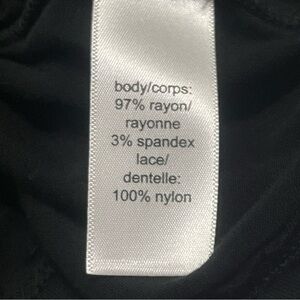 body/corps:
97% rayon/
rayonne
3% spandex
lace/
dentelle:
100% nylon